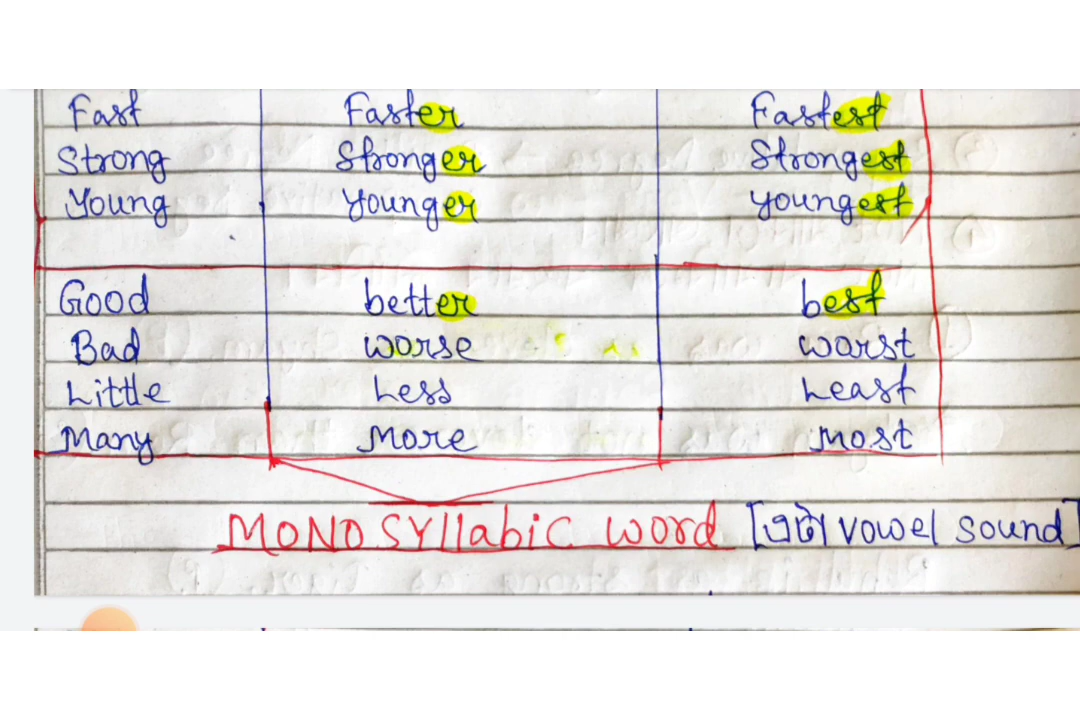 Fast Faster Fastest
Strong Stronger Strongest
Young Younger youngest
Good better best
Bad worse worst
Little Less Least
Many More Most
MONOSYllabic word [ vowel sound]